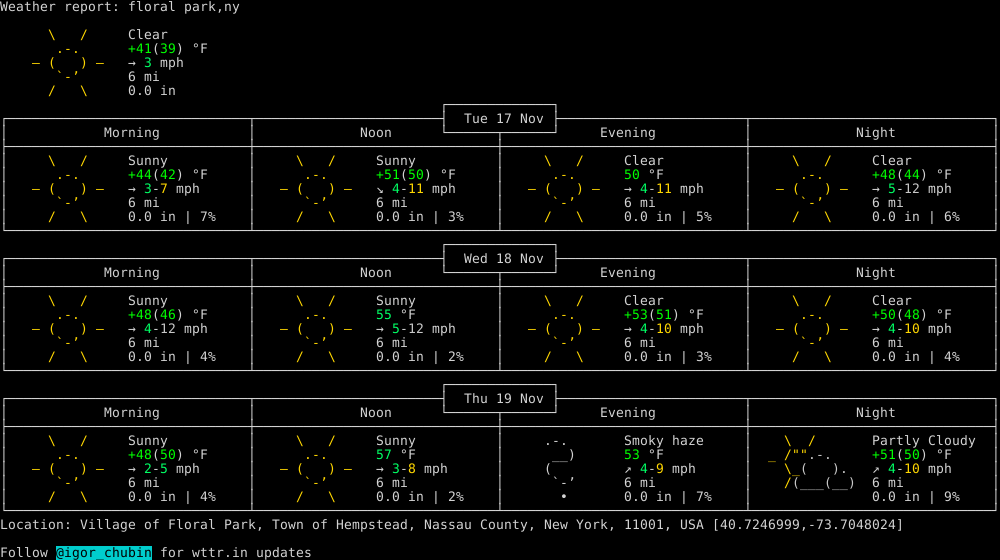 Weather report: floral park,ny
Clear
+41(39) °F
→ 3 mph
6 mi
0.0 in
Tue 17 Nov
Morning Noon Evening Night
Sunny Sunny Clear Clear
+44(42) °F +51(50) °F 50 °F +48(44) °F
→ 3-7 mph ↘ 4-11 mph → 4-11 mph → 5-12 mph
6 mi 6 mi 6 mi 6 mi
0.0 in | 7% 0.0 in | 3% 0.0 in | 5% 0.0 in | 6%
Wed 18 Nov
Morning Noon Evening Night
Sunny Sunny Clear Clear
+48(46) °F 55 °F +53(51) °F +50(48) °F
→ 4-12 mph → 5-12 mph → 4-10 mph → 4-10 mph
6 mi 6 mi 6 mi 6 mi
0.0 in | 4% 0.0 in | 2% 0.0 in | 3% 0.0 in | 4%
Thu 19 Nov
Morning Noon Evening Night
Sunny Sunny Smoky haze Partly Cloudy
+48(50) °F 57 °F 53 °F +51(50) °F
→ 2-5 mph → 3-8 mph ↗ 4-9 mph ↗ 4-10 mph
6 mi 6 mi 6 mi 6 mi
0.0 in | 4% 0.0 in | 2% 0.0 in | 7% 0.0 in | 9%
Location: Village of Floral Park, Town of Hempstead, Nassau County, New York, 11001, USA [40.7246999,-73.7048024]
Follow @igor_chubin for wttr.in updates